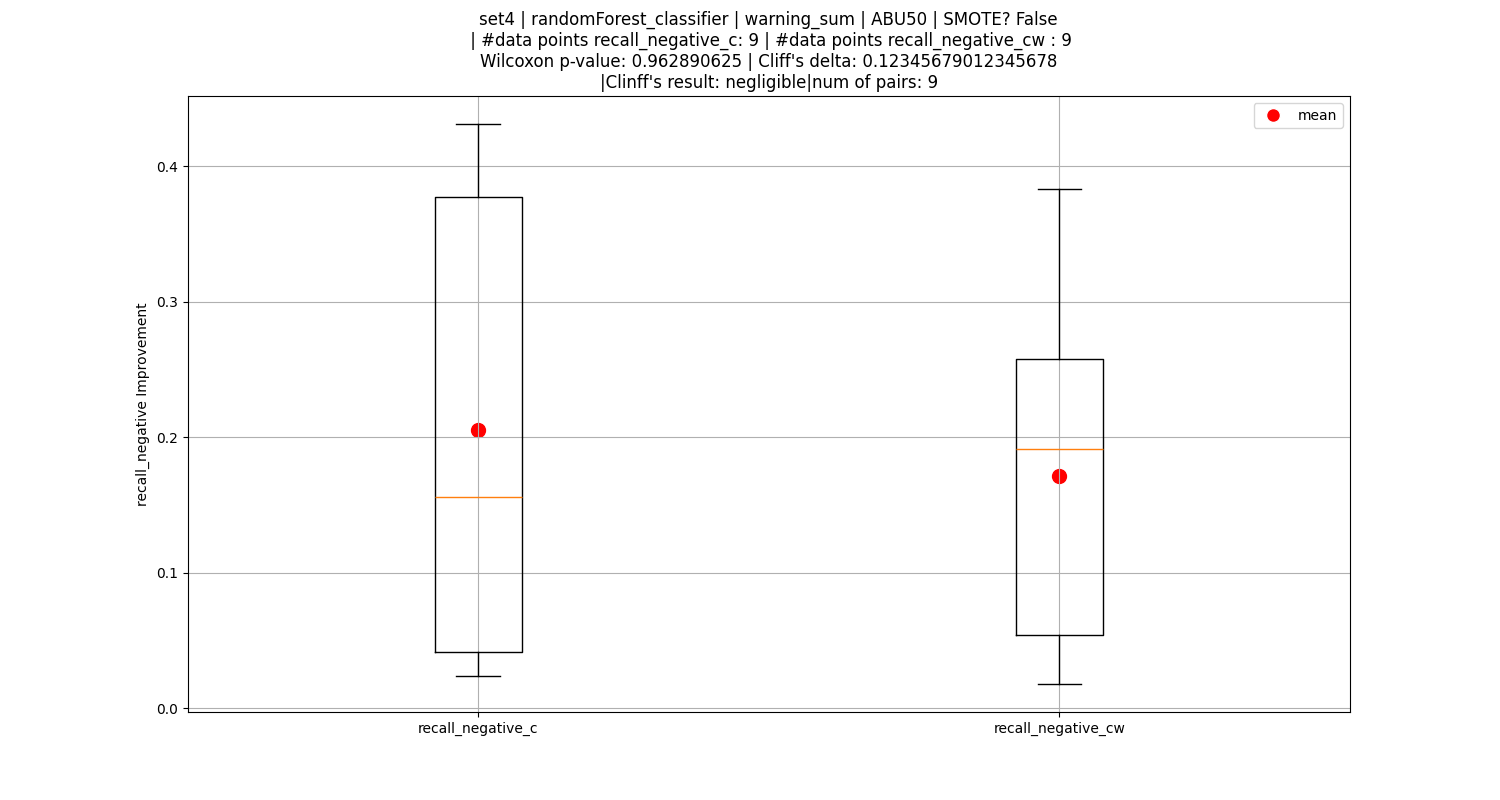 set4 | randomForest_classifier | warning_sum | ABU50 | SMOTE? False
| #data points recall_negative_c: 9 | #data points recall_negative_cw : 9
Wilcoxon p-value: 0.962890625 | Cliff's delta: 0.12345679012345678
|Clinff's result: negligible|num of pairs: 9
mean
0.4
0.3
0.2
0.1
0.0
recall_negative Improvement
recall_negative_c
recall_negative_cw